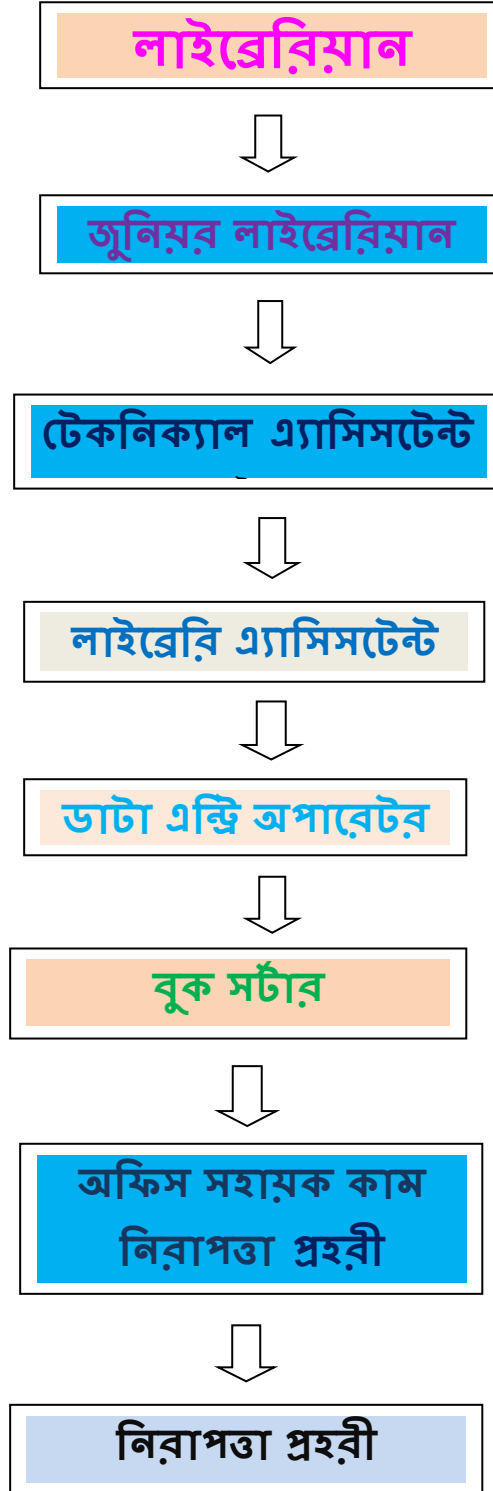 লাইব্রেরিয়ান
জুনিয়র লাইব্রেরিয়ান
টেকনিক্যাল এ্যাসিসটেন্ট
লাইব্রেরি এ্যাসিসটেন্ট
ডাটা এন্ট্রি অপারেটর
বুক সর্টার
অফিস সহায়ক কাম
নিরাপত্তা প্রহরী
নিরাপত্তা প্রহরী